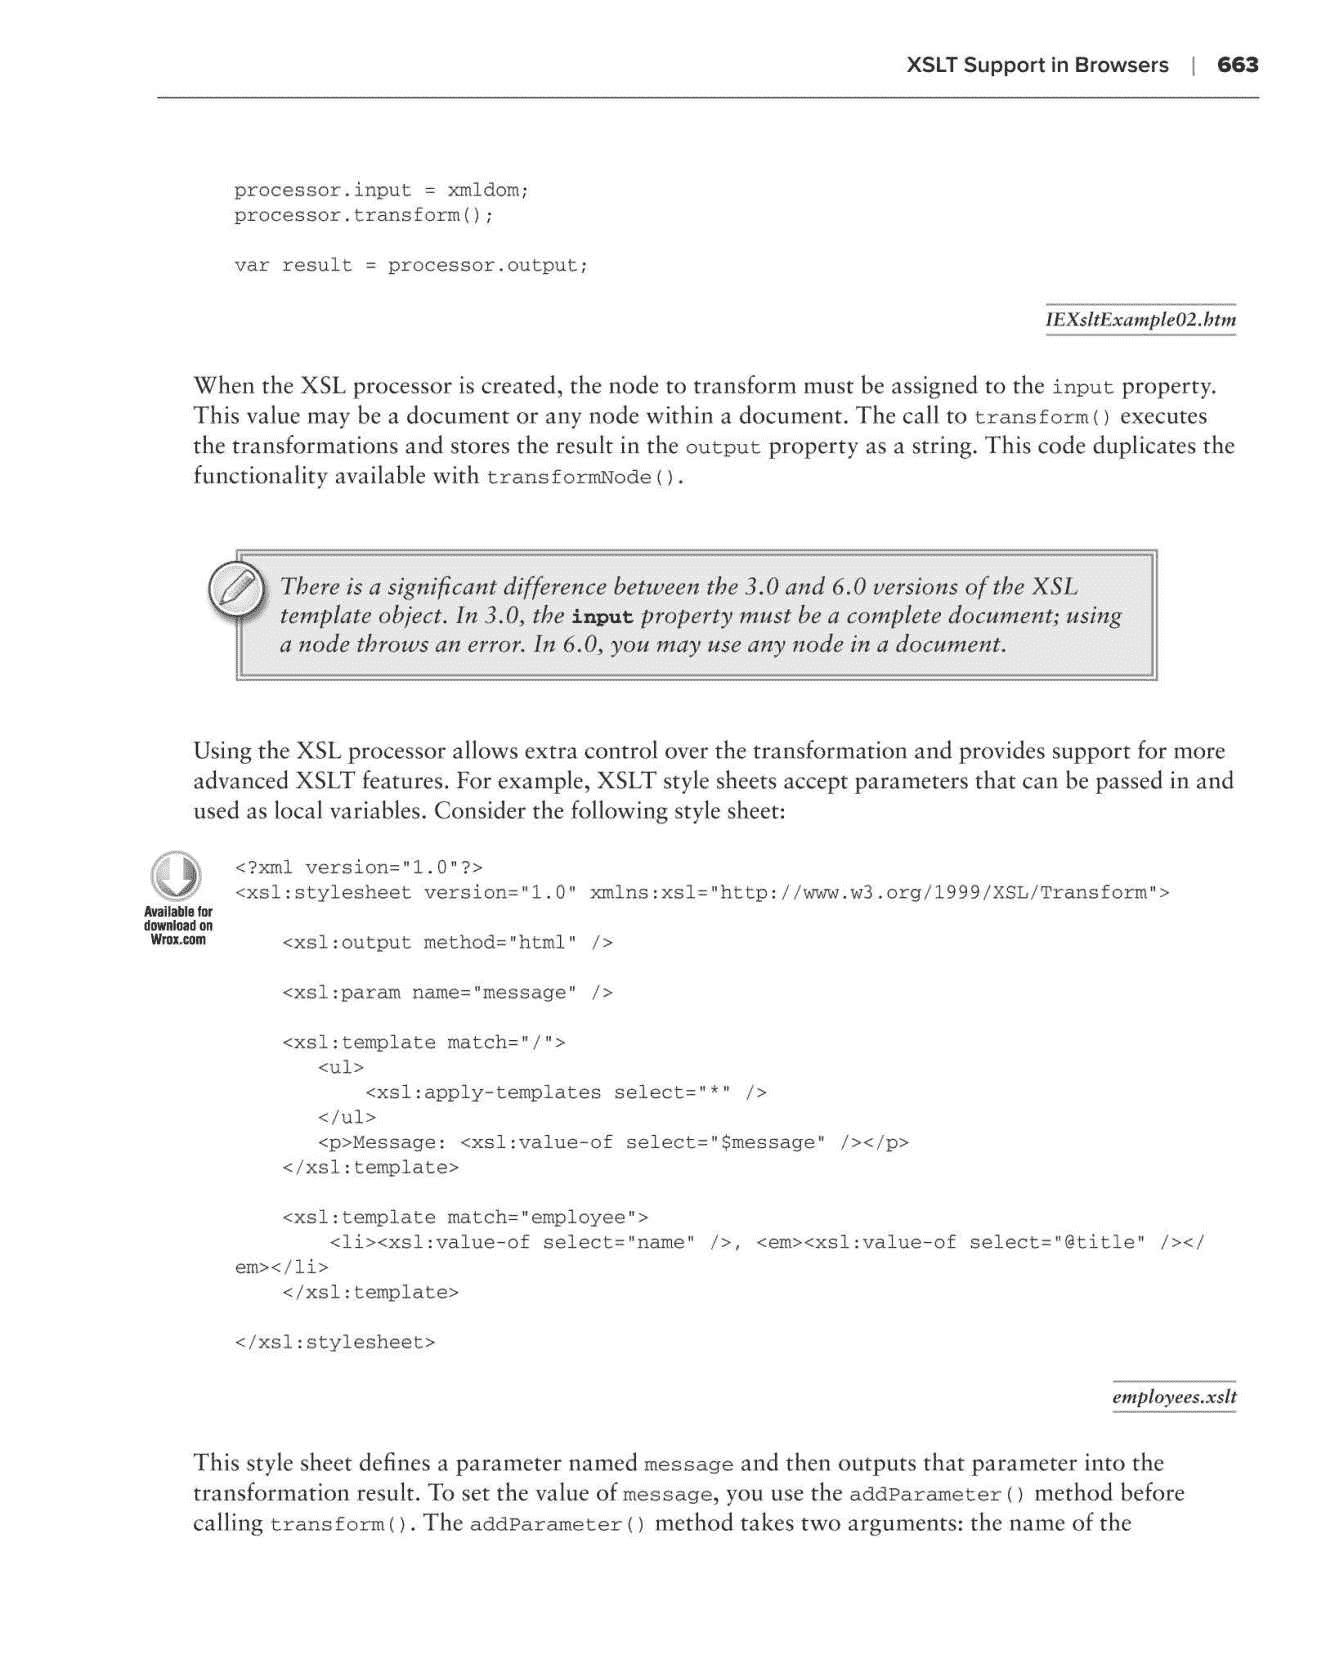 XSLT Support in Browsers | 663
processor.input = xmldom;
processor.transform();
var result = processor.output;
IEXsltExample02.htm
When the XSL processor is created, the node to transform must be assigned to the input property.
This value may be a document or any node within a document. The call to transform() executes
the transformations and stores the result in the output property as a string. This code duplicates the
functionality available with transformNode().
There is a significant difference between the 3.0 and 6.0 versions of the XSL
template object. In 3.0, the input property must be a complete document; using
a node throws an error. In 6.0, you may use any node in a document.
Using the XSL processor allows extra control over the transformation and provides support for more
advanced XSLT features. For example, XSLT style sheets accept parameters that can be passed in and
used as local variables. Consider the following style sheet:
Available for
download on
Wrox.com
<?xml version="1.0"?>
<xsl:stylesheet version="1.0" xmlns:xsl="http://www.w3.org/1999/XSL/Transform">
<xsl:output method="html" />
<xsl:param name="message" />
<xsl:template match="/">
<ul>
<xsl:apply-templates select="*" />
</ul>
<p>Message: <xsl:value-of select="$message" /></p>
</xsl:template>
<xsl:template match="employee">
<li><xsl:value-of select="name" />, <em><xsl:value-of select="@title" /></
em></li>
</xsl:template>
</xsl:stylesheet>
employees.xslt
This style sheet defines a parameter named message and then outputs that parameter into the
transformation result. To set the value of message, you use the addParameter() method before
calling transform(). The addParameter() method takes two arguments: the name of the